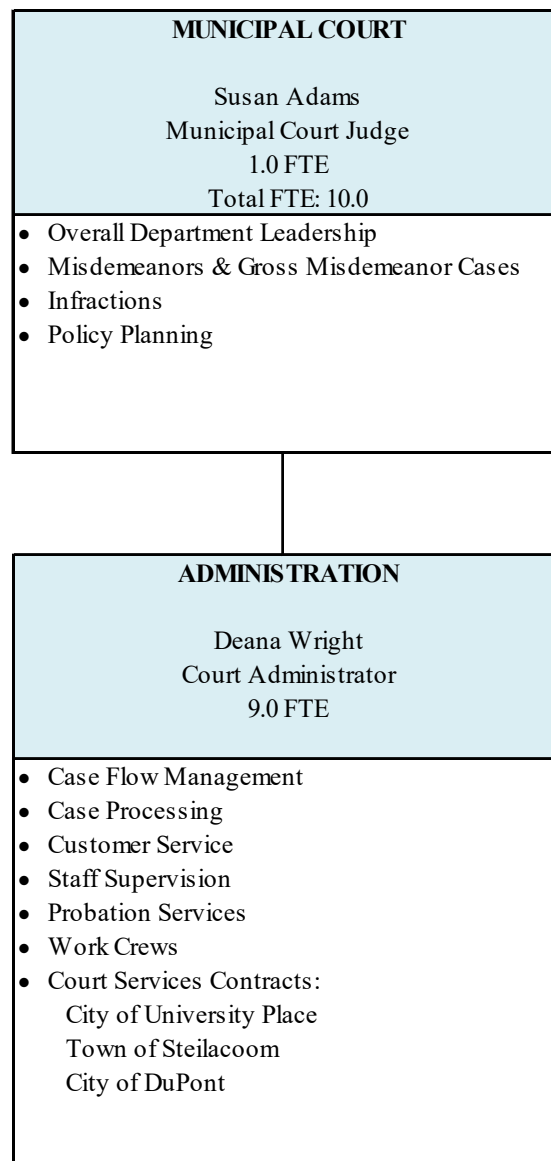 MUNICIPAL COURT
Susan Adams
Municipal Court Judge
1.0 FTE
Total FTE: 10.0
• Overall Department Leadership
• Misdemeanors & Gross Misdemeanor Cases
• Infractions
• Policy Planning
ADMINISTRATION
Deana Wright
Court Administrator
9.0 FTE
• Case Flow Management
• Case Processing
• Customer Service
• Staff Supervision
• Probation Services
• Work Crews
• Court Services Contracts:
City of University Place
Town of Steilacoom
City of DuPont